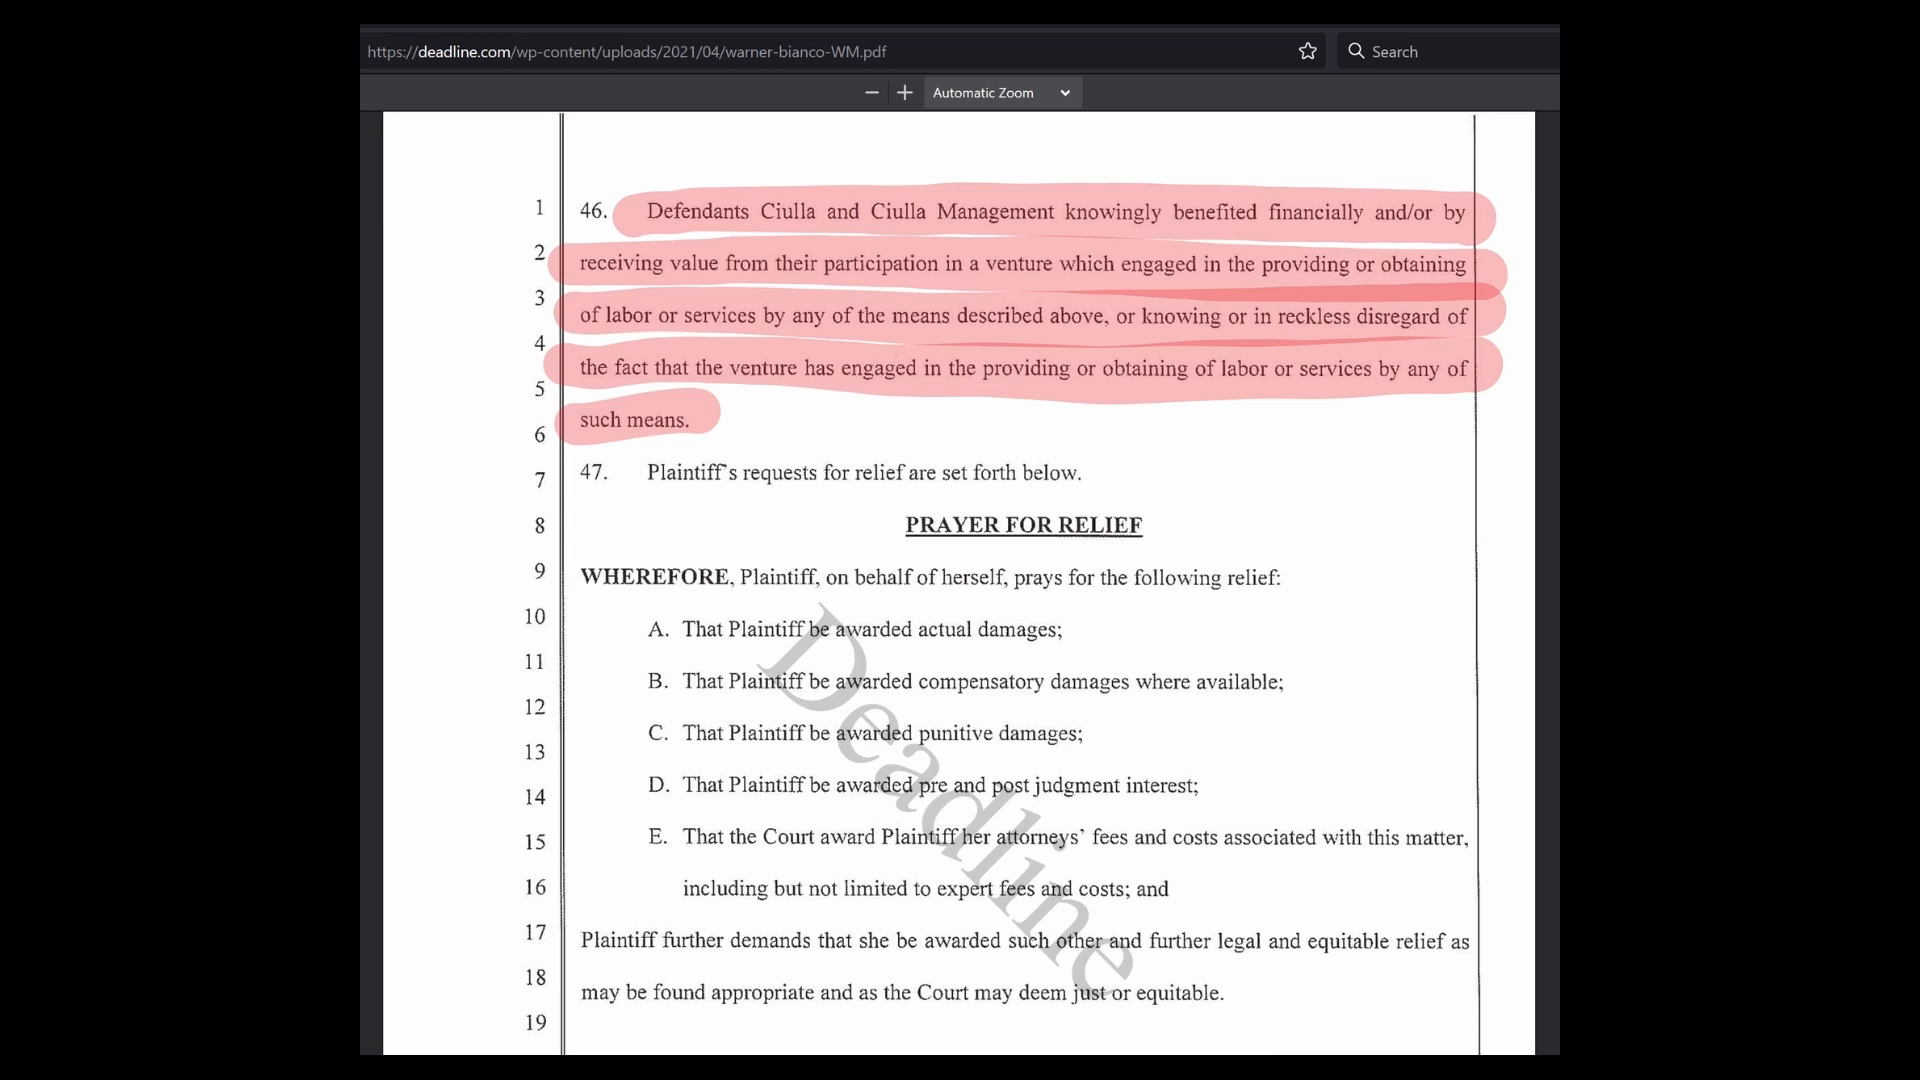 https://deadline.com/wp-content/uploads/2021/04/warner-bianco-WM.pdf
Search
Automatic Zoom
1
2
3
4
5
6
7
8
9
10
11
12
13
14
15
16
17
18
19
46. Defendants Ciulla and Ciulla Management knowingly benefited financially and/or by
receiving value from their participation in a venture which engaged in the providing or obtaining
of labor or services by any of the means described above, or knowing or in reckless disregard of
the fact that the venture has engaged in the providing or obtaining of labor or services by any of
such means.
47. Plaintiff's requests for relief are set forth below.
PRAYER FOR RELIEF
WHEREFORE, Plaintiff, on behalf of herself, prays for the following relief:
A. That Plaintiff be awarded actual damages;
B. That Plaintiff be awarded compensatory damages where available;
C. That Plaintiff be awarded punitive damages;
D. That Plaintiff be awarded pre and post judgment interest;
E. That the Court award Plaintiff her attorneys' fees and costs associated with this matter,
including but not limited to expert fees and costs; and
Plaintiff further demands that she be awarded such other and further legal and equitable relief as
may be found appropriate and as the Court may deem just or equitable.
Deadline